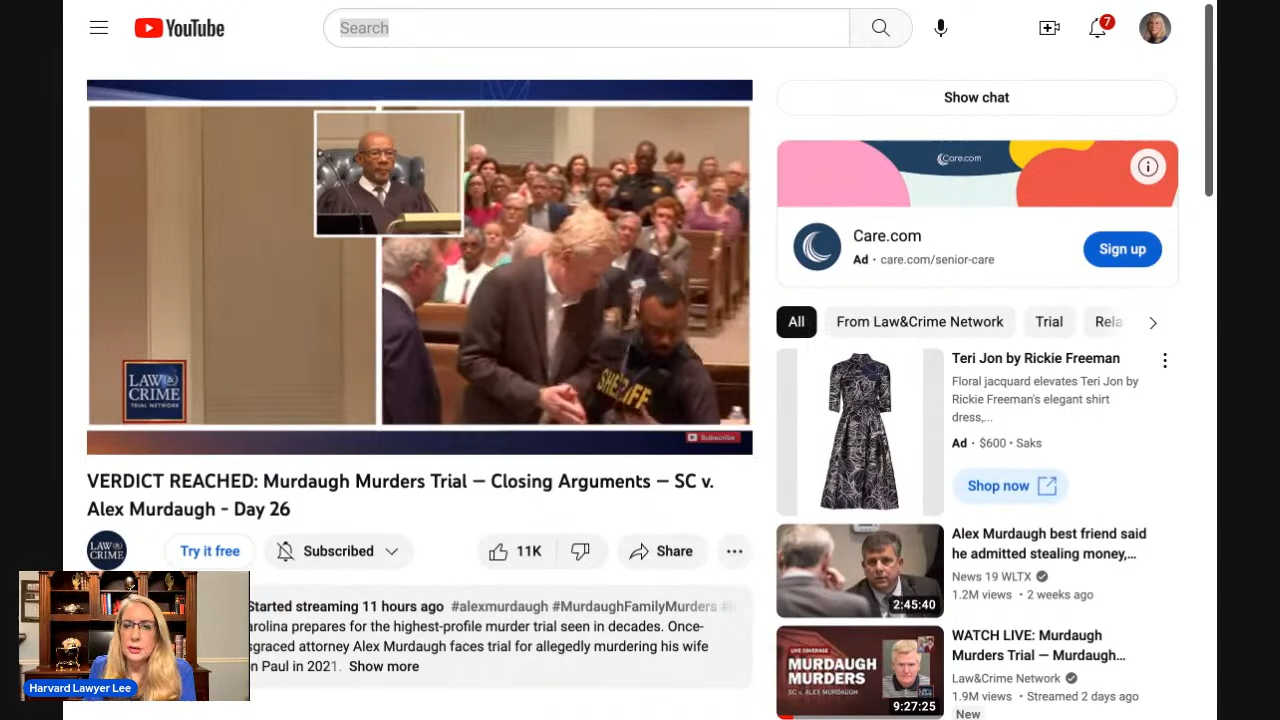 YouTube
Search
7
LAW&
CRIME
TRIAL NETWORK
SHERIFF
Subscribe
VERDICT REACHED: Murdaugh Murders Trial — Closing Arguments — SC v.
Alex Murdaugh - Day 26
LAW&
CRIME
Try it free
Subscribed
11K
Share
Started streaming 11 hours ago #alexmurdaugh #MurdaughFamilyMurders
arolina prepares for the highest-profile murder trial seen in decades. Once-
sgraced attorney Alex Murdaugh faces trial for allegedly murdering his wife
n Paul in 2021. Show more
Harvard Lawyer Lee
Show chat
Care.com
Care.com
Ad · care.com/senior-care
Sign up
All
From Law&Crime Network
Trial
Rela
Teri Jon by Rickie Freeman
Floral jacquard elevates Teri Jon by
Rickie Freeman's elegant shirt
dress,...
Ad · $600 · Saks
Shop now
2:45:40
Alex Murdaugh best friend said
he admitted stealing money,...
News 19 WLTX
1.2M views • 2 weeks ago
LIVE COVERAGE
MURDAUGH
MURDERS
SC v. ALEX MURDAUGH
9:27:25
WATCH LIVE: Murdaugh
Murders Trial — Murdaugh...
Law&Crime Network
1.9M views • Streamed 2 days ago
New